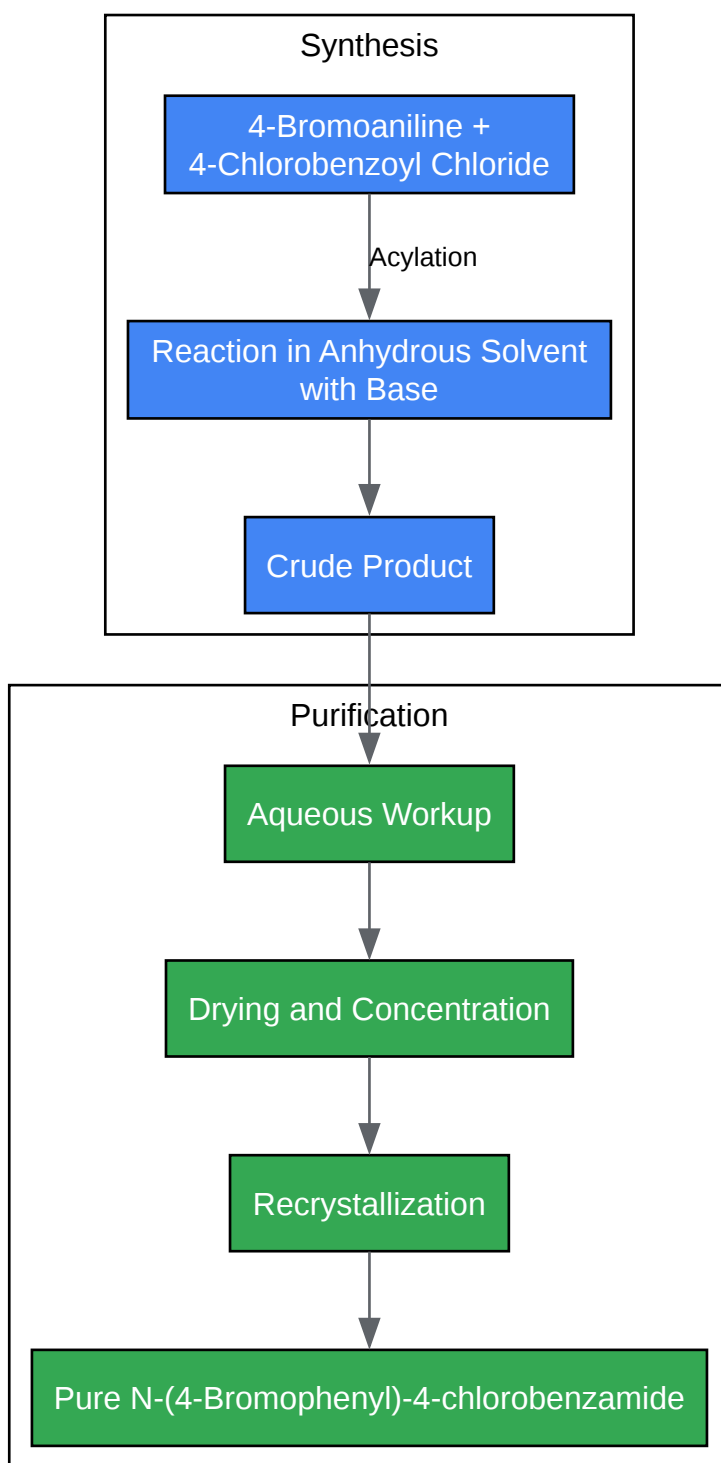 Synthesis
4-Bromoaniline +
4-Chlorobenzoyl Chloride
Acylation
Reaction in Anhydrous Solvent
with Base
Crude Product
Purification
Aqueous Workup
Drying and Concentration
Recrystallization
Pure N-(4-Bromophenyl)-4-chlorobenzamide